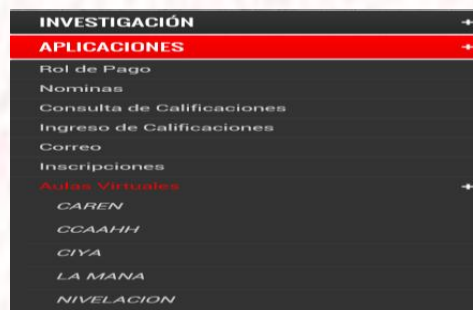 INVESTIGACIÓN +
APLICACIONES +
Rol de Pago
Nominas
Consulta de Calificaciones
Ingreso de Calificaciones
Correo
Inscripciones
Aulas Virtuales +
CAREN
CCAAHH
CIYA
LA MANA
NIVELACION